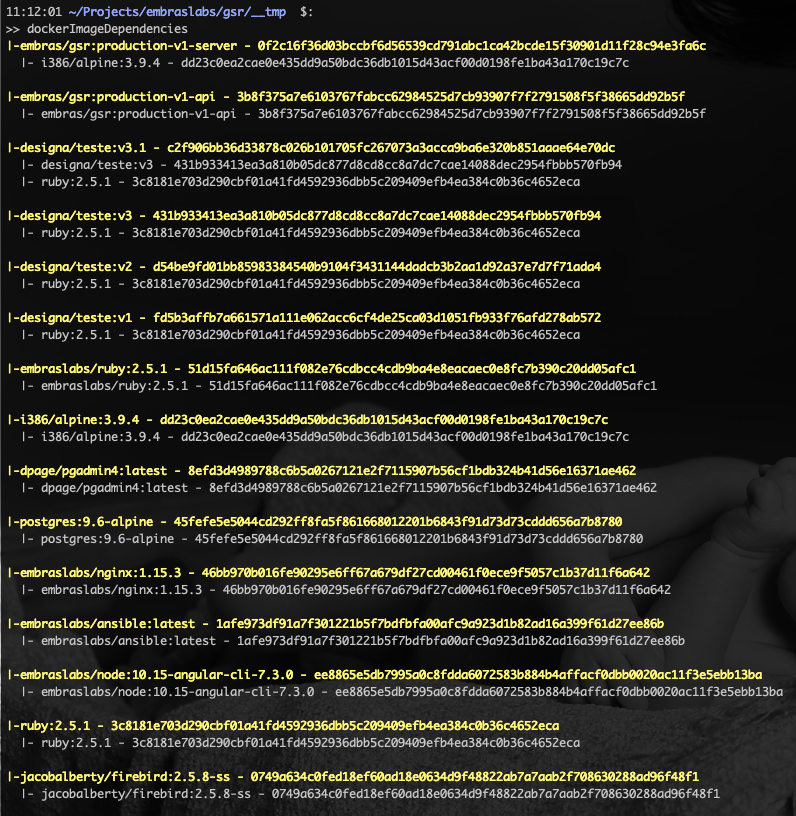 11:12:01 ~/Projects/embraslabs/gsr/__tmp $:
>> dockerImageDependencies
|-embras/gsr:production-v1-server - 0f2c16f36d03bccbf6d56539cd791abc1ca42bcde15f30901d11f28c94e3fa6c
|- i386/alpine:3.9.4 - dd23c0ea2cae0e435dd9a50bdc36db1015d43acf00d0198fe1ba43a170c19c7c
|-embras/gsr:production-v1-api - 3b8f375a7e6103767fabcc62984525d7cb93907f7f2791508f5f38665dd92b5f
|- embras/gsr:production-v1-api - 3b8f375a7e6103767fabcc62984525d7cb93907f7f2791508f5f38665dd92b5f
|-designa/teste:v3.1 - c2f906bb36d33878c026b101705fc267073a3acca9ba6e320b851aaae64e70dc
|- designa/teste:v3 - 431b933413ea3a810b05dc877d8cd8cc8a7dc7cae14088dec2954fbbb570fb94
|- ruby:2.5.1 - 3c8181e703d290cbf01a41fd4592936dbb5c209409efb4ea384c0b36c4652eca
|-designa/teste:v3 - 431b933413ea3a810b05dc877d8cd8cc8a7dc7cae14088dec2954fbbb570fb94
|- ruby:2.5.1 - 3c8181e703d290cbf01a41fd4592936dbb5c209409efb4ea384c0b36c4652eca
|-designa/teste:v2 - d54be9fd01bb85983384540b9104f3431144dadcb3b2aa1d92a37e7d7f71ada4
|- ruby:2.5.1 - 3c8181e703d290cbf01a41fd4592936dbb5c209409efb4ea384c0b36c4652eca
|-designa/teste:v1 - fd5b3affb7a661571a111e062acc6cf4de25ca03d1051fb933f76afd278ab572
|- ruby:2.5.1 - 3c8181e703d290cbf01a41fd4592936dbb5c209409efb4ea384c0b36c4652eca
|-embraslabs/ruby:2.5.1 - 51d15fa646ac111f082e76cdbcc4cdb9ba4e8eacaec0e8fc7b390c20dd05afc1
|- embraslabs/ruby:2.5.1 - 51d15fa646ac111f082e76cdbcc4cdb9ba4e8eacaec0e8fc7b390c20dd05afc1
|-i386/alpine:3.9.4 - dd23c0ea2cae0e435dd9a50bdc36db1015d43acf00d0198fe1ba43a170c19c7c
|- i386/alpine:3.9.4 - dd23c0ea2cae0e435dd9a50bdc36db1015d43acf00d0198fe1ba43a170c19c7c
|-dpage/pgadmin4:latest - 8efd3d4989788c6b5a0267121e2f7115907b56cf1bdb324b41d56e16371ae462
|- dpage/pgadmin4:latest - 8efd3d4989788c6b5a0267121e2f7115907b56cf1bdb324b41d56e16371ae462
|-postgres:9.6-alpine - 45fefe5e5044cd292ff8fa5f861668012201b6843f91d73d73cddd656a7b8780
|- postgres:9.6-alpine - 45fefe5e5044cd292ff8fa5f861668012201b6843f91d73d73cddd656a7b8780
|-embraslabs/nginx:1.15.3 - 46bb970b016fe90295e6ff67a679df27cd00461f0ece9f5057c1b37d11f6a642
|- embraslabs/nginx:1.15.3 - 46bb970b016fe90295e6ff67a679df27cd00461f0ece9f5057c1b37d11f6a642
|-embraslabs/ansible:latest - 1afe973df91a7f301221b5f7bdfbfa00afc9a923d1b82ad16a399f61d27ee86b
|- embraslabs/ansible:latest - 1afe973df91a7f301221b5f7bdfbfa00afc9a923d1b82ad16a399f61d27ee86b
|-embraslabs/node:10.15-angular-cli-7.3.0 - ee8865e5db7995a0c8fdda6072583b884b4affacf0dbb0020ac11f3e5ebb13ba
|- embraslabs/node:10.15-angular-cli-7.3.0 - ee8865e5db7995a0c8fdda6072583b884b4affacf0dbb0020ac11f3e5ebb13ba
|-ruby:2.5.1 - 3c8181e703d290cbf01a41fd4592936dbb5c209409efb4ea384c0b36c4652eca
|- ruby:2.5.1 - 3c8181e703d290cbf01a41fd4592936dbb5c209409efb4ea384c0b36c4652eca
|-jacobalberty/firebird:2.5.8-ss - 0749a634c0fed18ef60ad18e0634d9f48822ab7a7aab2f708630288ad96f48f1
|- jacobalberty/firebird:2.5.8-ss - 0749a634c0fed18ef60ad18e0634d9f48822ab7a7aab2f708630288ad96f48f1